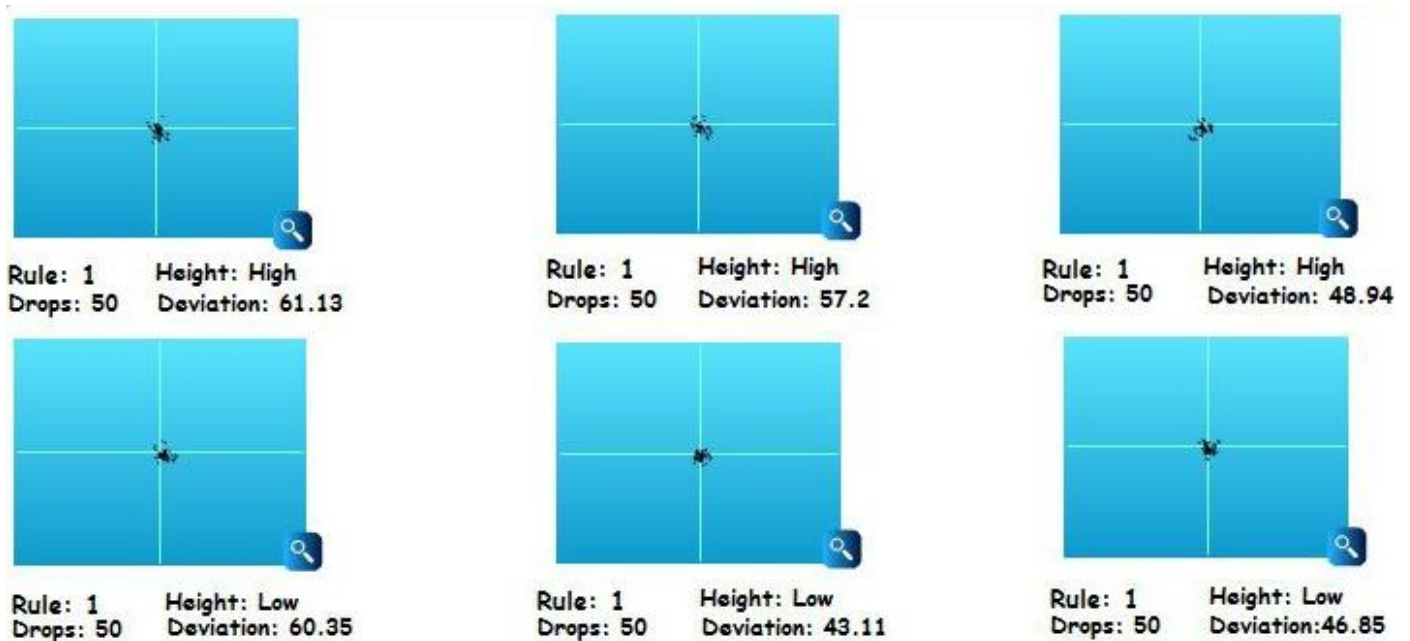 Rule: 1 Height: High
Drops: 50 Deviation: 61.13
Rule: 1 Height: High
Drops: 50 Deviation: 57.2
Rule: 1 Height: High
Drops: 50 Deviation: 48.94
Rule: 1 Height: Low
Drops: 50 Deviation: 60.35
Rule: 1 Height: Low
Drops: 50 Deviation: 43.11
Rule: 1 Height: Low
Drops: 50 Deviation:46.85